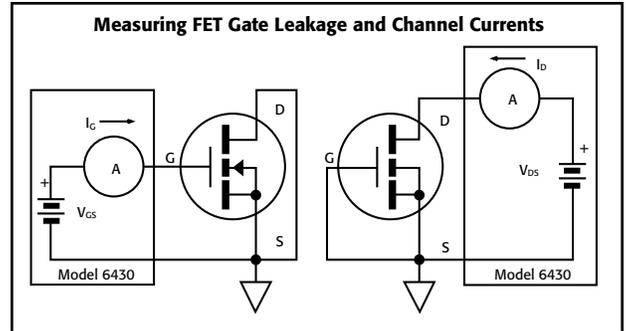 Measuring FET Gate Leakage and Channel Currents
IG
A
G
D
+
VGS
S
Model 6430
ID
A
D
G
+
VDS
S
Model 6430